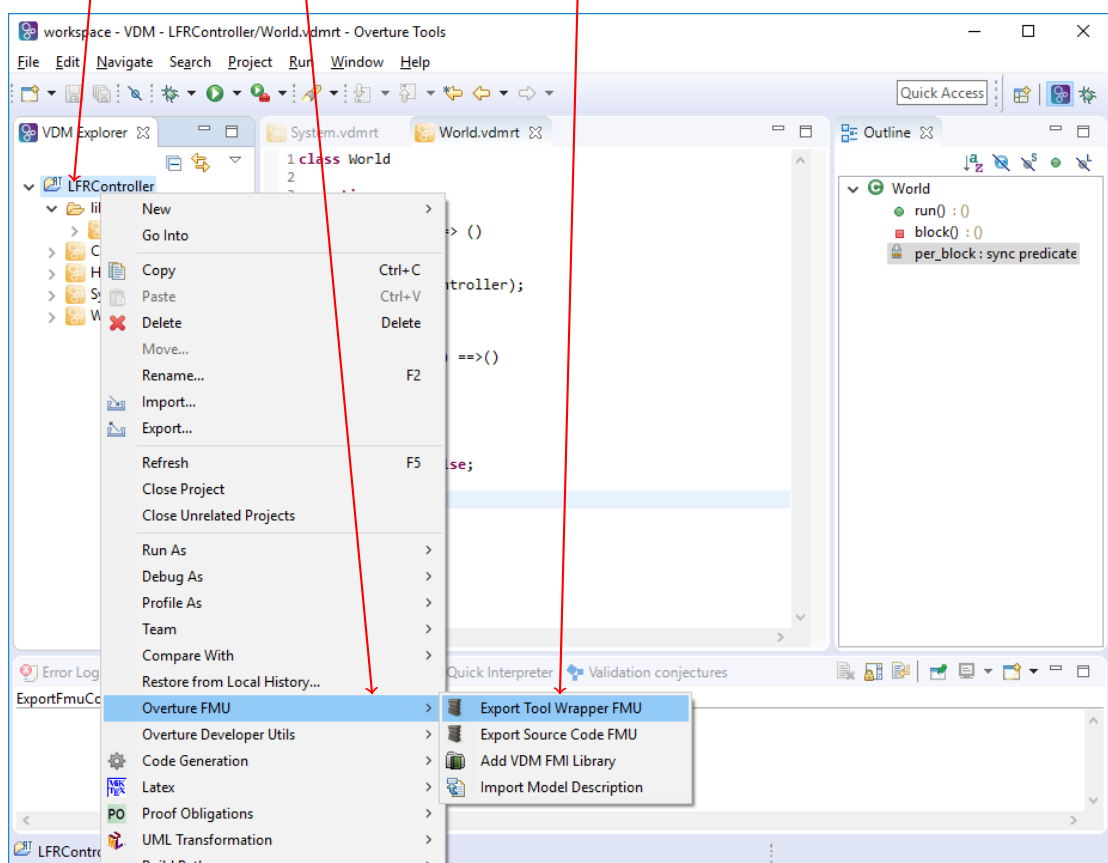 workspace - VDM - LFRController/World.vdmrt - Overture Tools
File Edit Navigate Search Project Run Window Help
Quick Access
VDM Explorer
System.vdmrt
World.vdmrt
Outline
LFRController
1 class World
2
=> ()
ntroller);
==>()
lse;
World
run() : ()
block() : ()
per_block : sync predicate
New
Go Into
Copy Ctrl+C
Paste Ctrl+V
Delete Delete
Move...
Rename... F2
Import...
Export...
Refresh F5
Close Project
Close Unrelated Projects
Run As
Debug As
Profile As
Team
Compare With
Restore from Local History...
Overture FMU
Overture Developer Utils
Code Generation
Latex
PO Proof Obligations
UML Transformation
Export Tool Wrapper FMU
Export Source Code FMU
Add VDM FMI Library
Import Model Description
Error Log
Quick Interpreter
Validation conjectures
ExportFmuCo
LFRContro